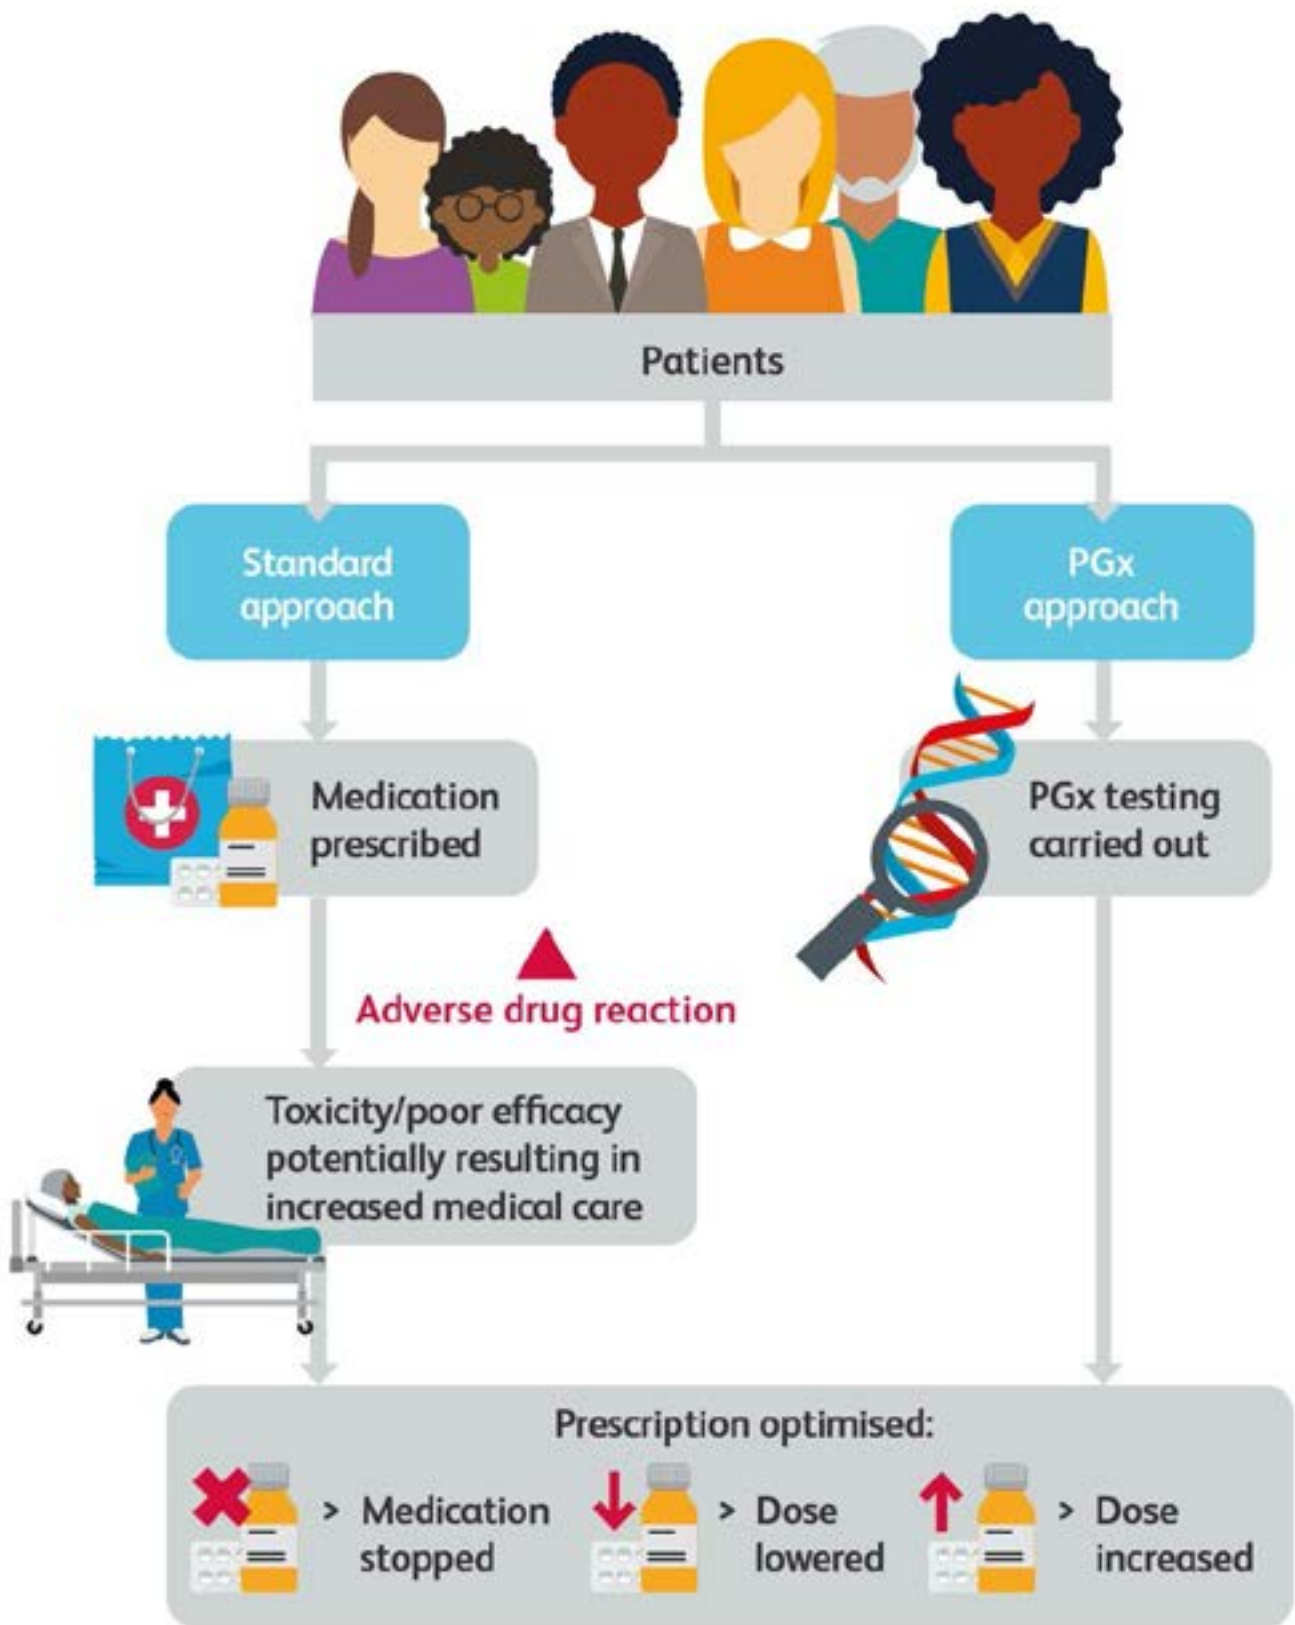 Patients
Standard
approach
PGx
approach
Medication
prescribed
PGx testing
carried out
Adverse drug reaction
Toxicity/poor efficacy
potentially resulting in
increased medical care
Prescription optimised:
> Medication
stopped
> Dose
lowered
> Dose
increased